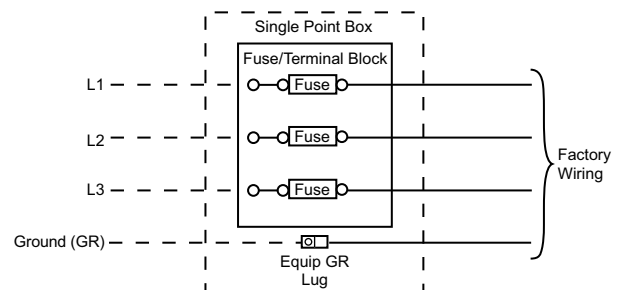 Single Point Box
Fuse/Terminal Block
L1
Fuse
L2
Fuse
L3
Fuse
Factory
Wiring
Ground (GR)
Equip GR
Lug